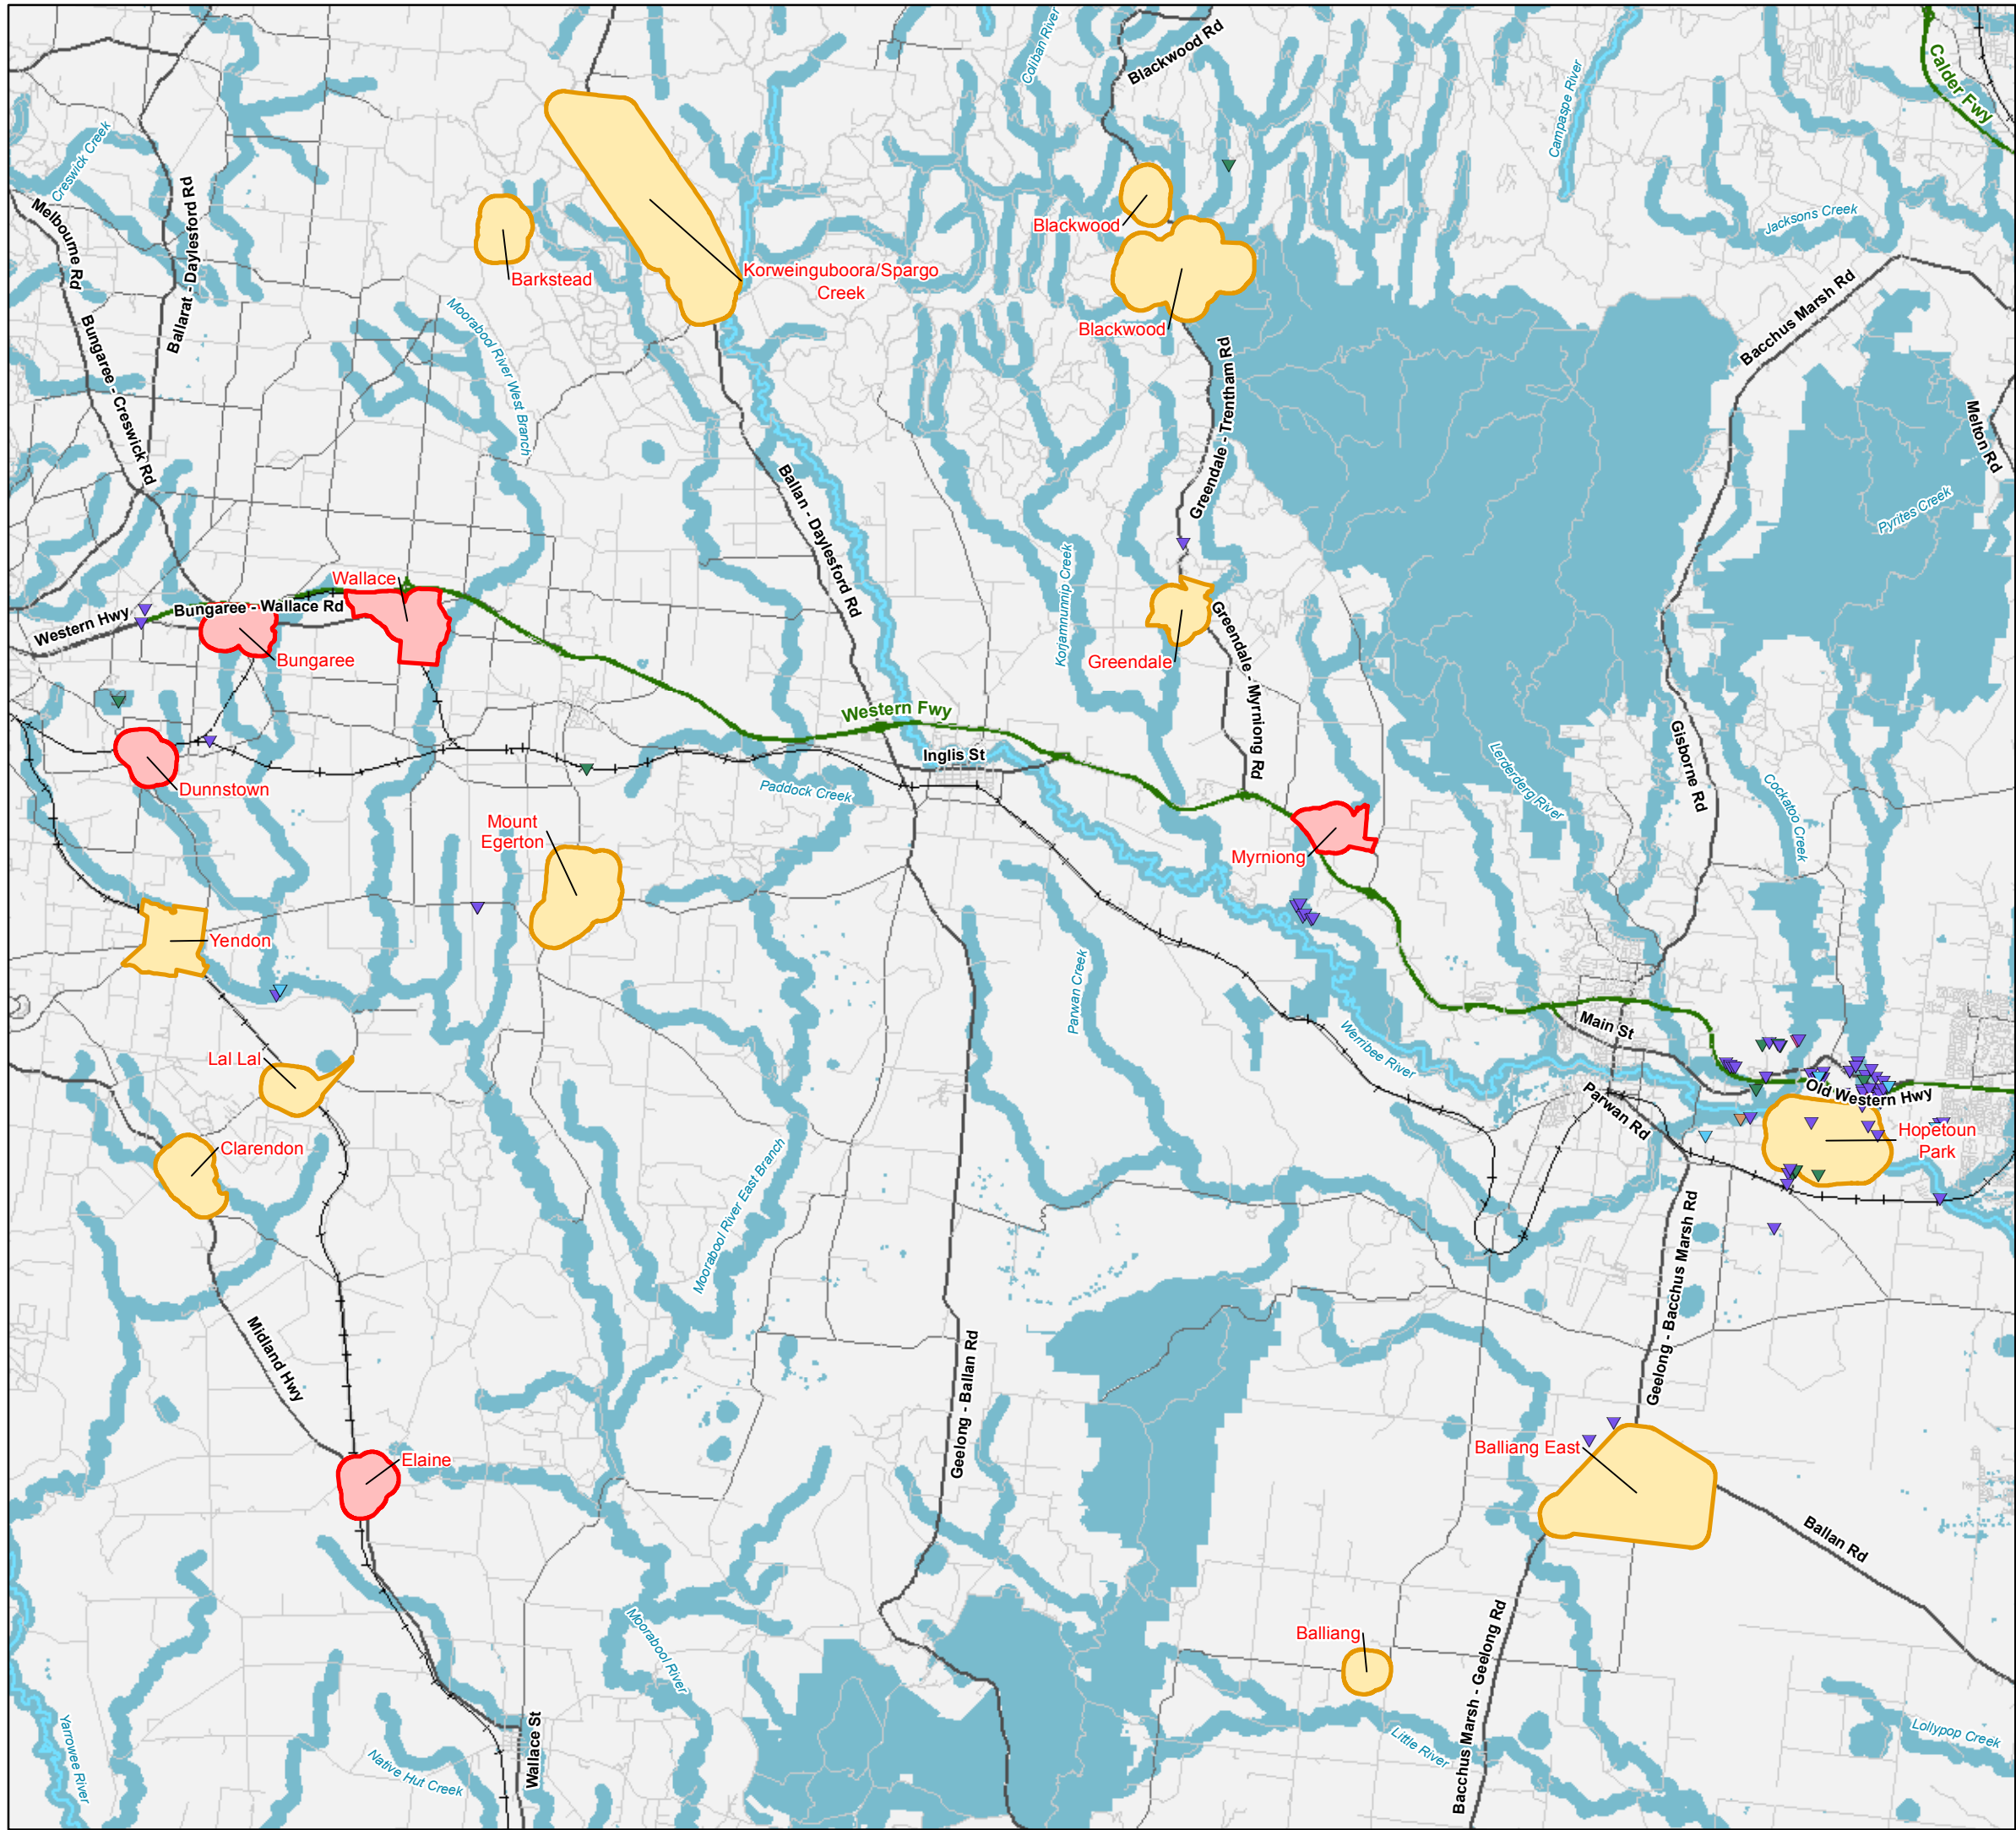 Blackwood Rd
Coliban River
Campaspe River
Calder Fwy
Creswick Creek
Melbourne Rd
Ballarat - Daylesford Rd
Blackwood
Jacksons Creek
Barkstead
Korweinguboora/Spargo
Creek
Bacchus Marsh Rd
Blackwood
Moorabool River West Branch
Bungaree - Creswick Rd
Greendale - Trentham Rd
Melton Rd
Pyrites Creek
Ballan - Daylesford Rd
Korjamnunnip Creek
Wallace
Bungaree - Wallace Rd
Western Hwy
Bungaree
Greendale
Greendale - Myrniong Rd
Western Fwy
Inglis St
Gisborne Rd
Lerderderg River
Cockatoo Creek
Dunnstown
Paddock Creek
Mount
Egerton
Myrniong
Yendon
Parwan Creek
Main St
Werribee River
Lal Lal
Old Western Hwy
Parwan Rd
Hopetoun
Park
Clarendon
Moorabool River East Branch
Geelong - Bacchus Marsh Rd
Midland Hwy
Geelong - Ballan Rd
Elaine
Balliang East
Ballan Rd
Balliang
Moorabool River
Bacchus Marsh - Geelong Rd
Yarrowee River
Native Hut Creek
Wallace St
Little River
Lollypop Creek